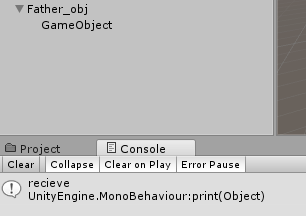 Father_obj
GameObject
Project Console
Clear Collapse Clear on Play Error Pause
recieve
UnityEngine.MonoBehaviour:print(Object)